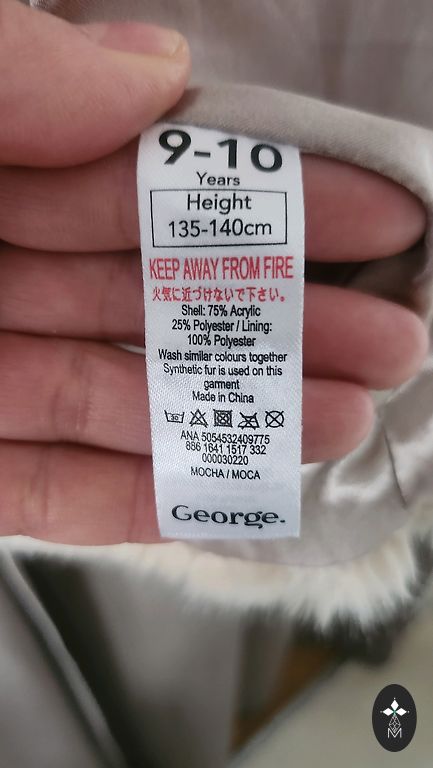 9-10
Years
Height
135-140cm
KEEP AWAY FROM FIRE
火気に近づけないで下さい。
Shell: 75% Acrylic
25% Polyester / Lining:
100% Polyester
Wash similar colours together
Synthetic fur is used on this
garment
Made in China
30
ANA 5054532409775
886 1641 1517 332
000030220
MOCHA / MOCA
George.
M